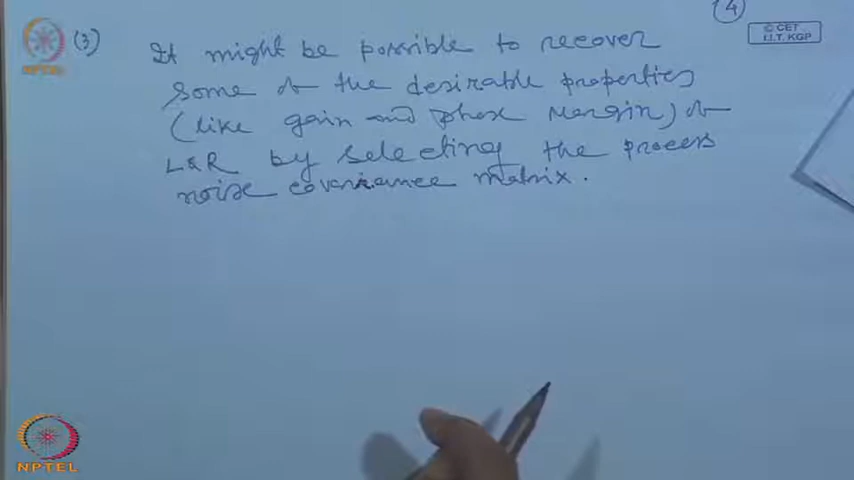 (4)
© CET
I.I.T. KGP
NPTEL
(3) It might be possible to recover
some of the desirable properties
(like gain and phase margin) of
LQR by selecting the process
noise covariance matrix.
NPTEL